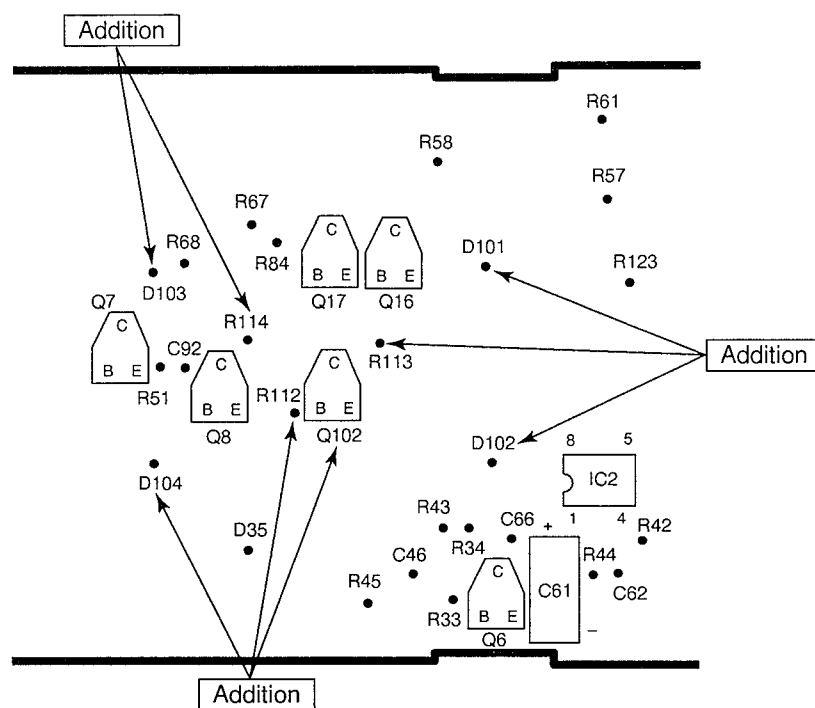 Addition
R61
R58
R57
R67
R84
C
C
R68
D101
R123
B E
B E
D103
Q17
Q16
Q7
C
R114
R113
Addition
B E
R51
C92
C
B E
Q8
R112
C
B E
Q102
D102
8
5
IC2
1
4
D104
R43
R34
C66
+
R42
D35
C46
C
R44
C62
C61
R45
R33
B E
Q6
−
Addition